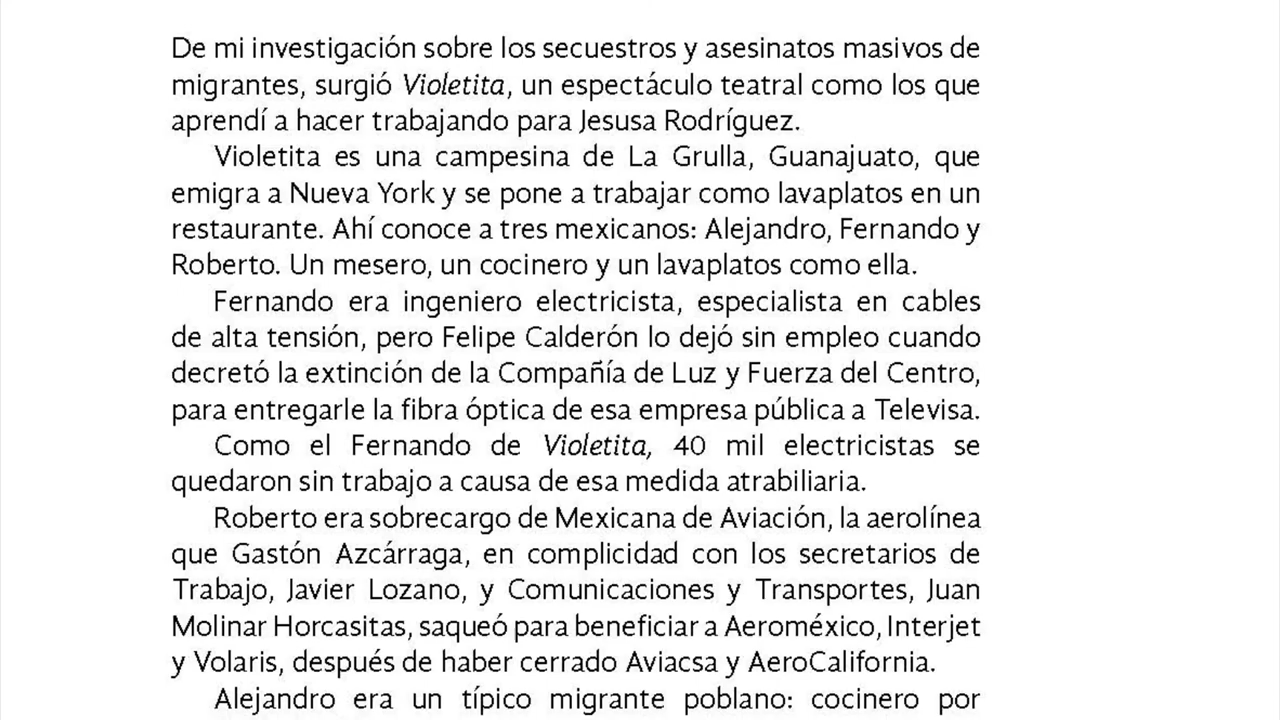 De mi investigación sobre los secuestros y asesinatos masivos de
migrantes, surgió Violetita, un espectáculo teatral como los que
aprendí a hacer trabajando para Jesusa Rodríguez.
Violetita es una campesina de La Grulla, Guanajuato, que
emigra a Nueva York y se pone a trabajar como lavaplatos en un
restaurante. Ahí conoce a tres mexicanos: Alejandro, Fernando y
Roberto. Un mesero, un cocinero y un lavaplatos como ella.
Fernando era ingeniero electricista, especialista en cables
de alta tensión, pero Felipe Calderón lo dejó sin empleo cuando
decretó la extinción de la Compañía de Luz y Fuerza del Centro,
para entregarle la fibra óptica de esa empresa pública a Televisa.
Como el Fernando de Violetita, 40 mil electricistas se
quedaron sin trabajo a causa de esa medida atrabiliaria.
Roberto era sobrecargo de Mexicana de Aviación, la aerolínea
que Gastón Azcárraga, en complicidad con los secretarios de
Trabajo, Javier Lozano, y Comunicaciones y Transportes, Juan
Molinar Horcasitas, saqueó para beneficiar a Aeroméxico, Interjet
y Volaris, después de haber cerrado Aviacsa y AeroCalifornia.
Alejandro era un típico migrante poblano: cocinero por